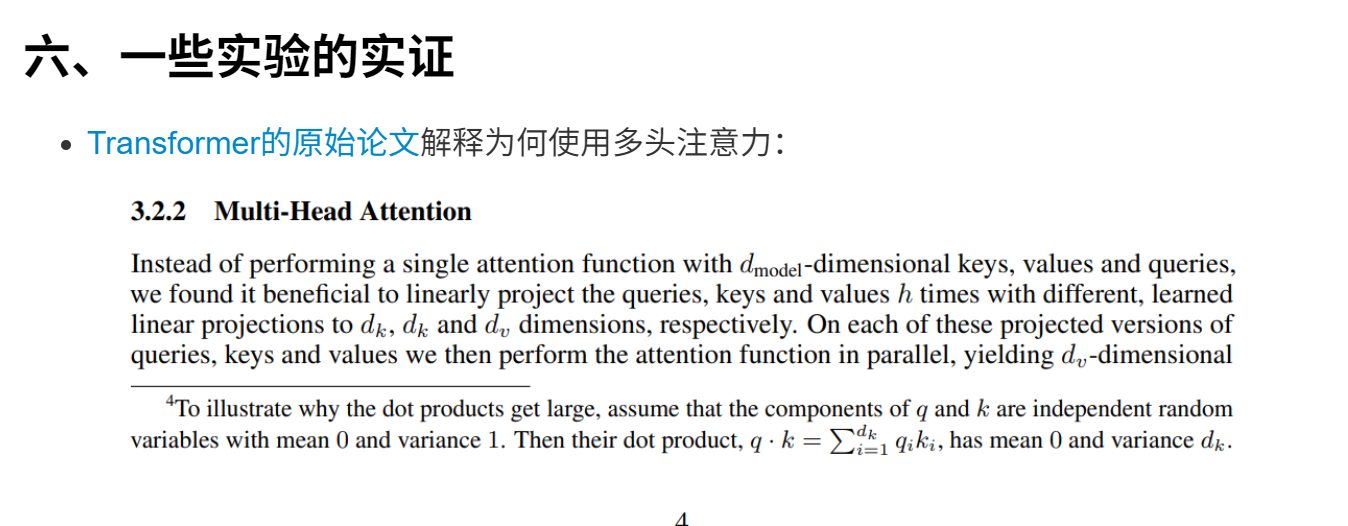 六、一些实验的实证
• Transformer的原始论文解释为何使用多头注意力：
3.2.2 Multi-Head Attention
Instead of performing a single attention function with d_model-dimensional keys, values and queries,
we found it beneficial to linearly project the queries, keys and values h times with different, learned
linear projections to d_k, d_k and d_v dimensions, respectively. On each of these projected versions of
queries, keys and values we then perform the attention function in parallel, yielding d_v-dimensional
⁴To illustrate why the dot products get large, assume that the components of q and k are independent random
variables with mean 0 and variance 1. Then their dot product, q · k = ∑_{i=1}^{d_k} q_i k_i, has mean 0 and variance d_k.
4